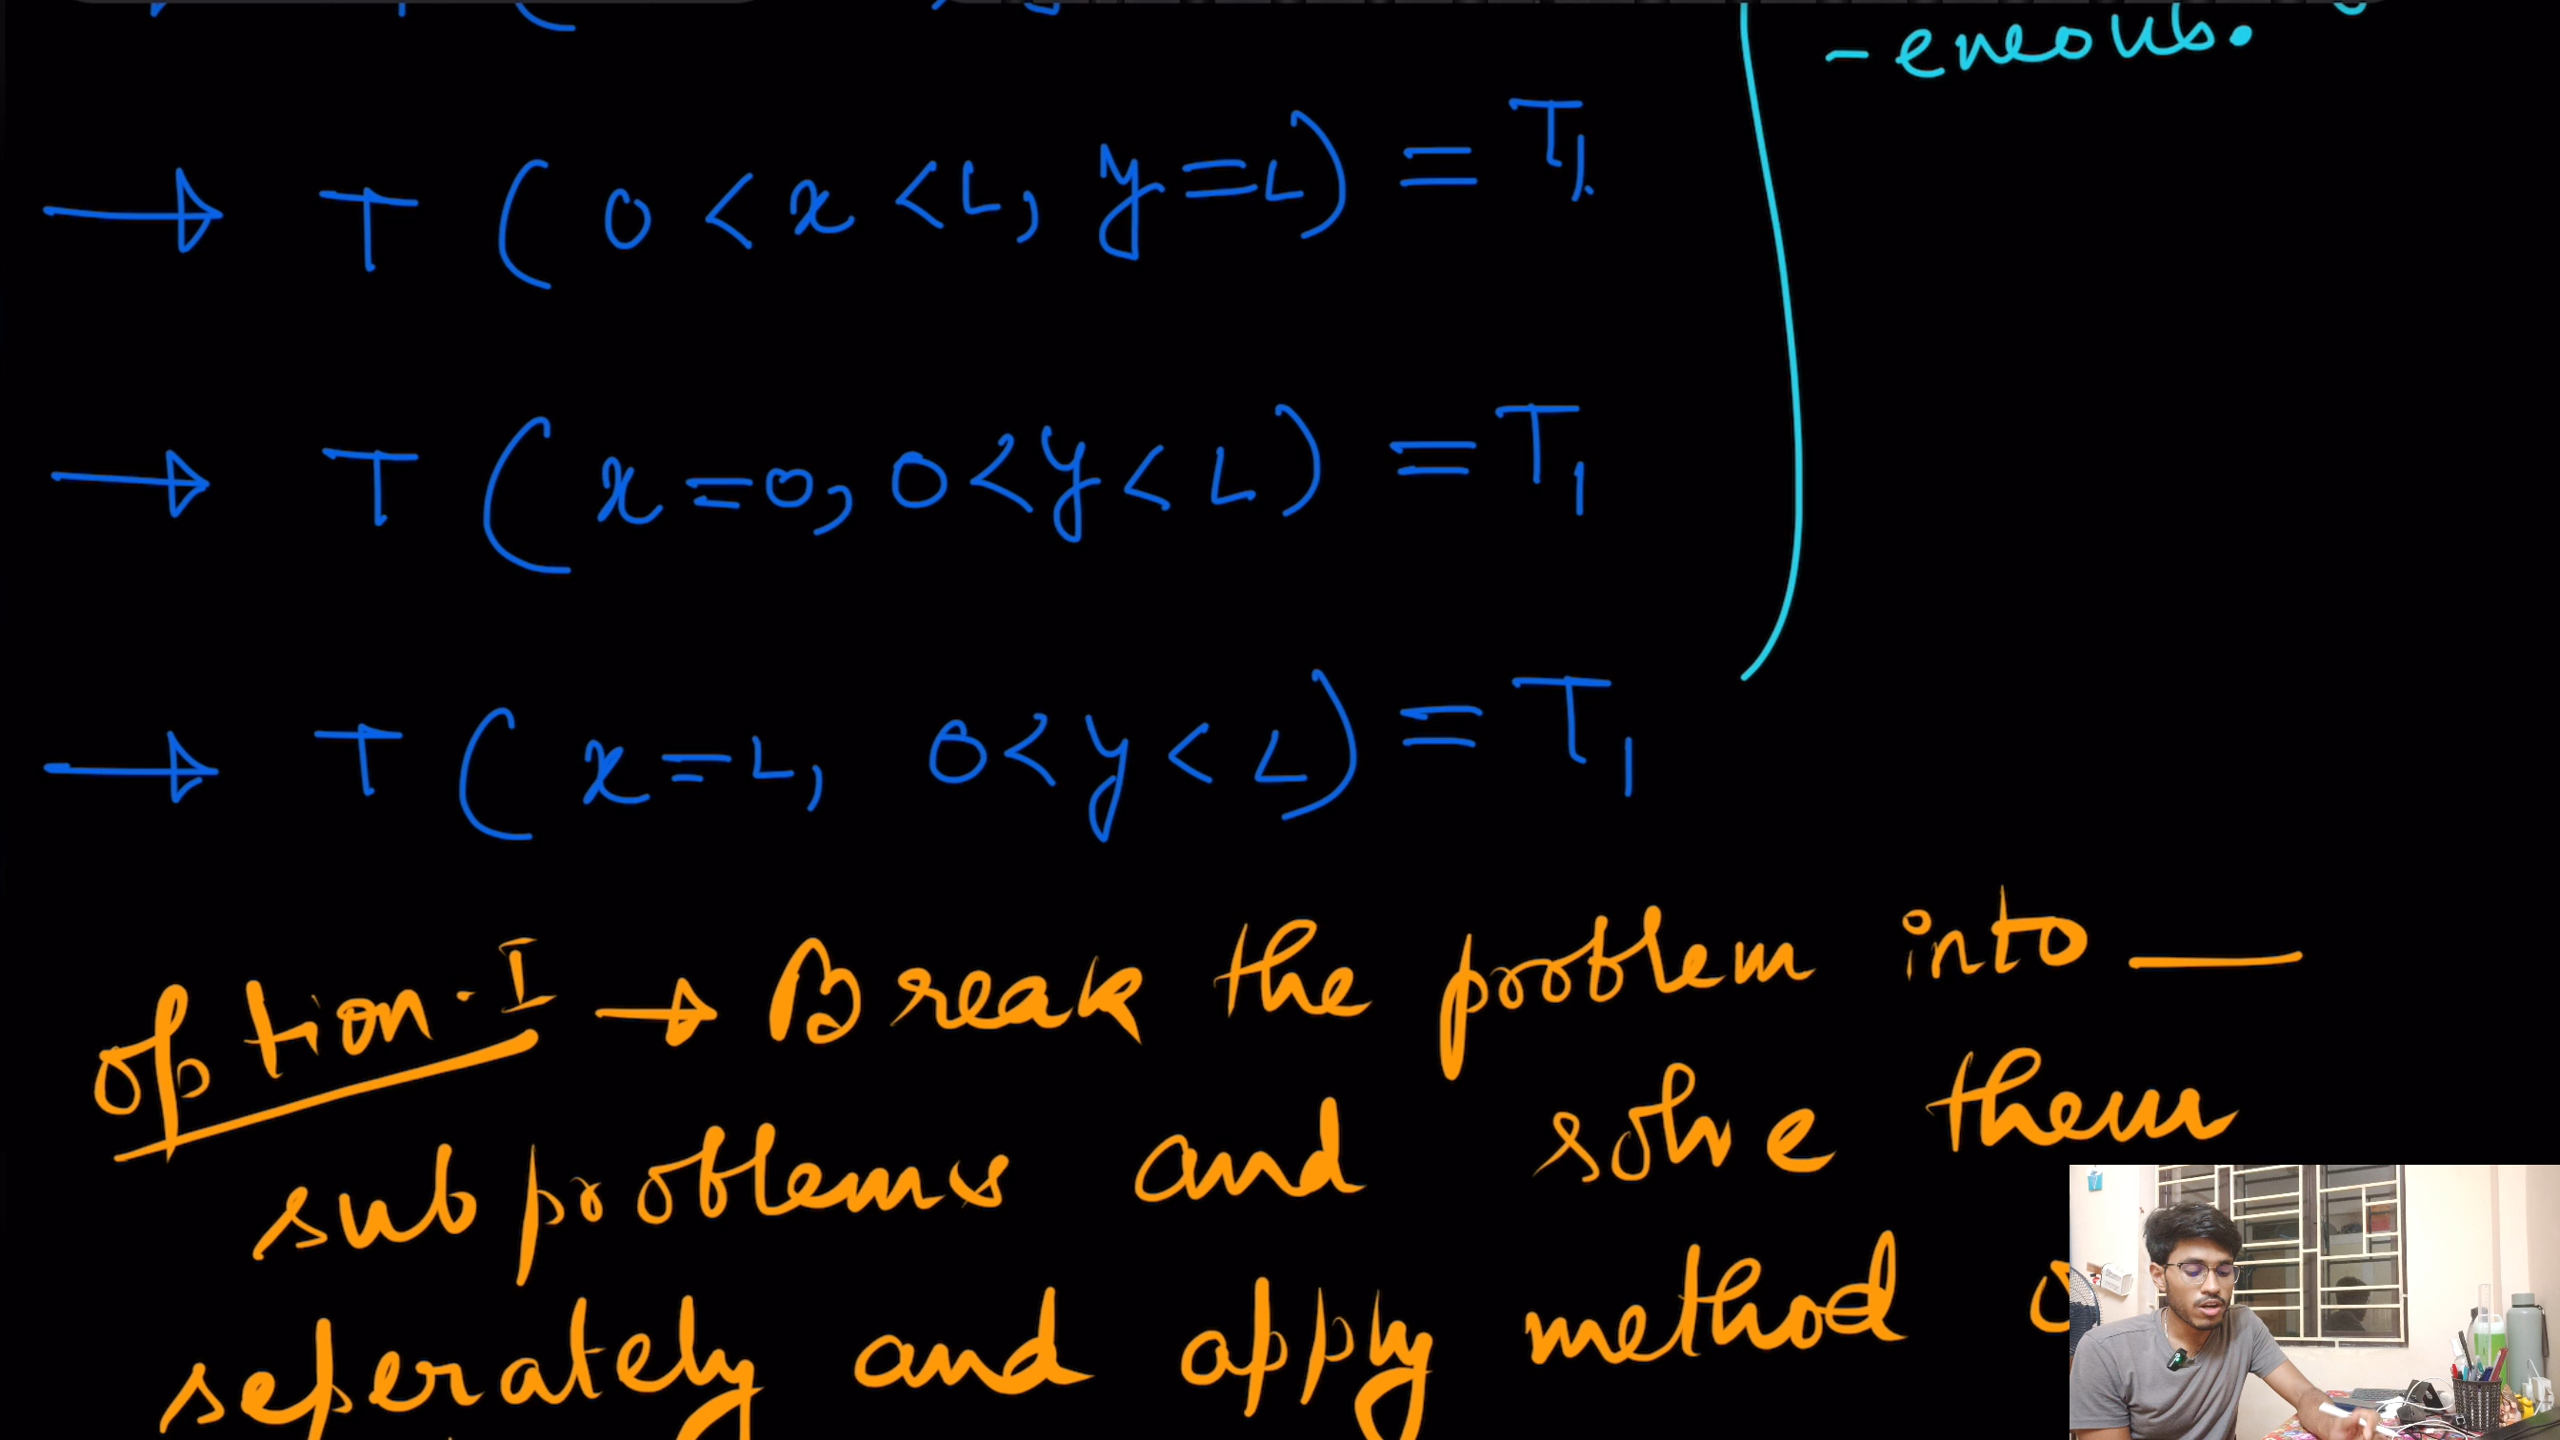 - eneous.
→ T ( 0 < x < L, y = L) = T1
→ T ( x = 0, 0 < y < L) = T1
→ T ( x = L, 0 < y < L) = T1
option-I → Break the problem into —
subproblems and solve them
seperately and apply method